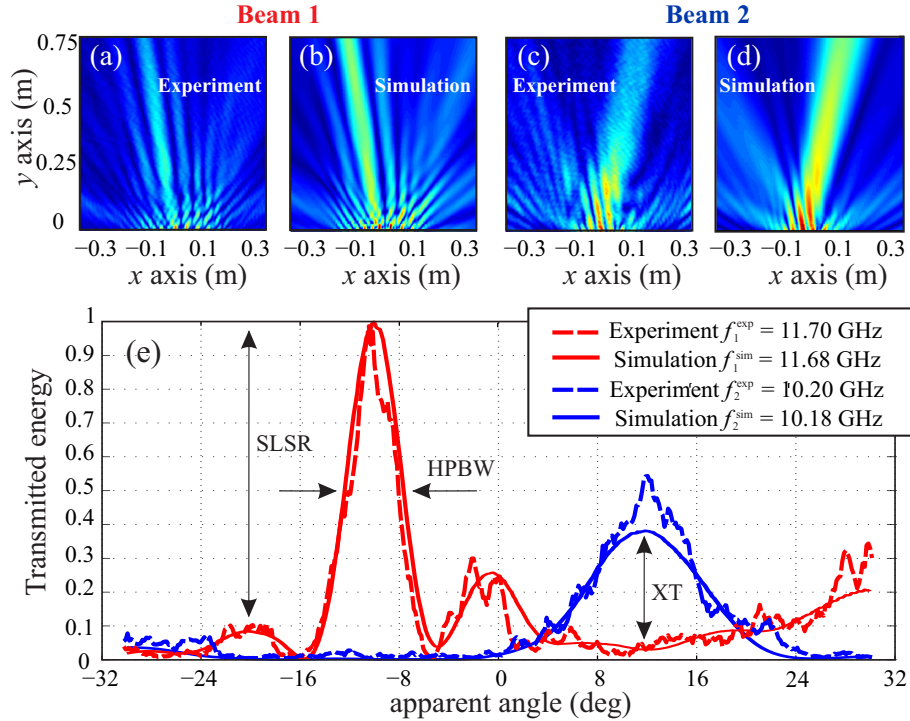 Beam 1 Beam 2
(a) Experiment
(b) Simulation
(c) Experiment
(d) Simulation
0.75
0.5
0.25
0
y axis (m)
−0.3 −0.1 0.1 0.3 −0.3 −0.1 0.1 0.3 −0.3 −0.1 0.1 0.3 −0.3 −0.1 0.1 0.3
x axis (m) x axis (m) x axis (m) x axis (m)
(e)
Experiment f₁ᵉˣᵖ = 11.70 GHz
Simulation f₁ˢⁱᵐ = 11.68 GHz
Experiment f₂ᵉˣᵖ = 10.20 GHz
Simulation f₂ˢⁱᵐ = 10.18 GHz
SLSR
HPBW
XT
Transmitted energy
1
0.9
0.8
0.7
0.6
0.5
0.4
0.3
0.2
0.1
0
−32 −24 −16 −8 0 8 16 24 32
apparent angle (deg)